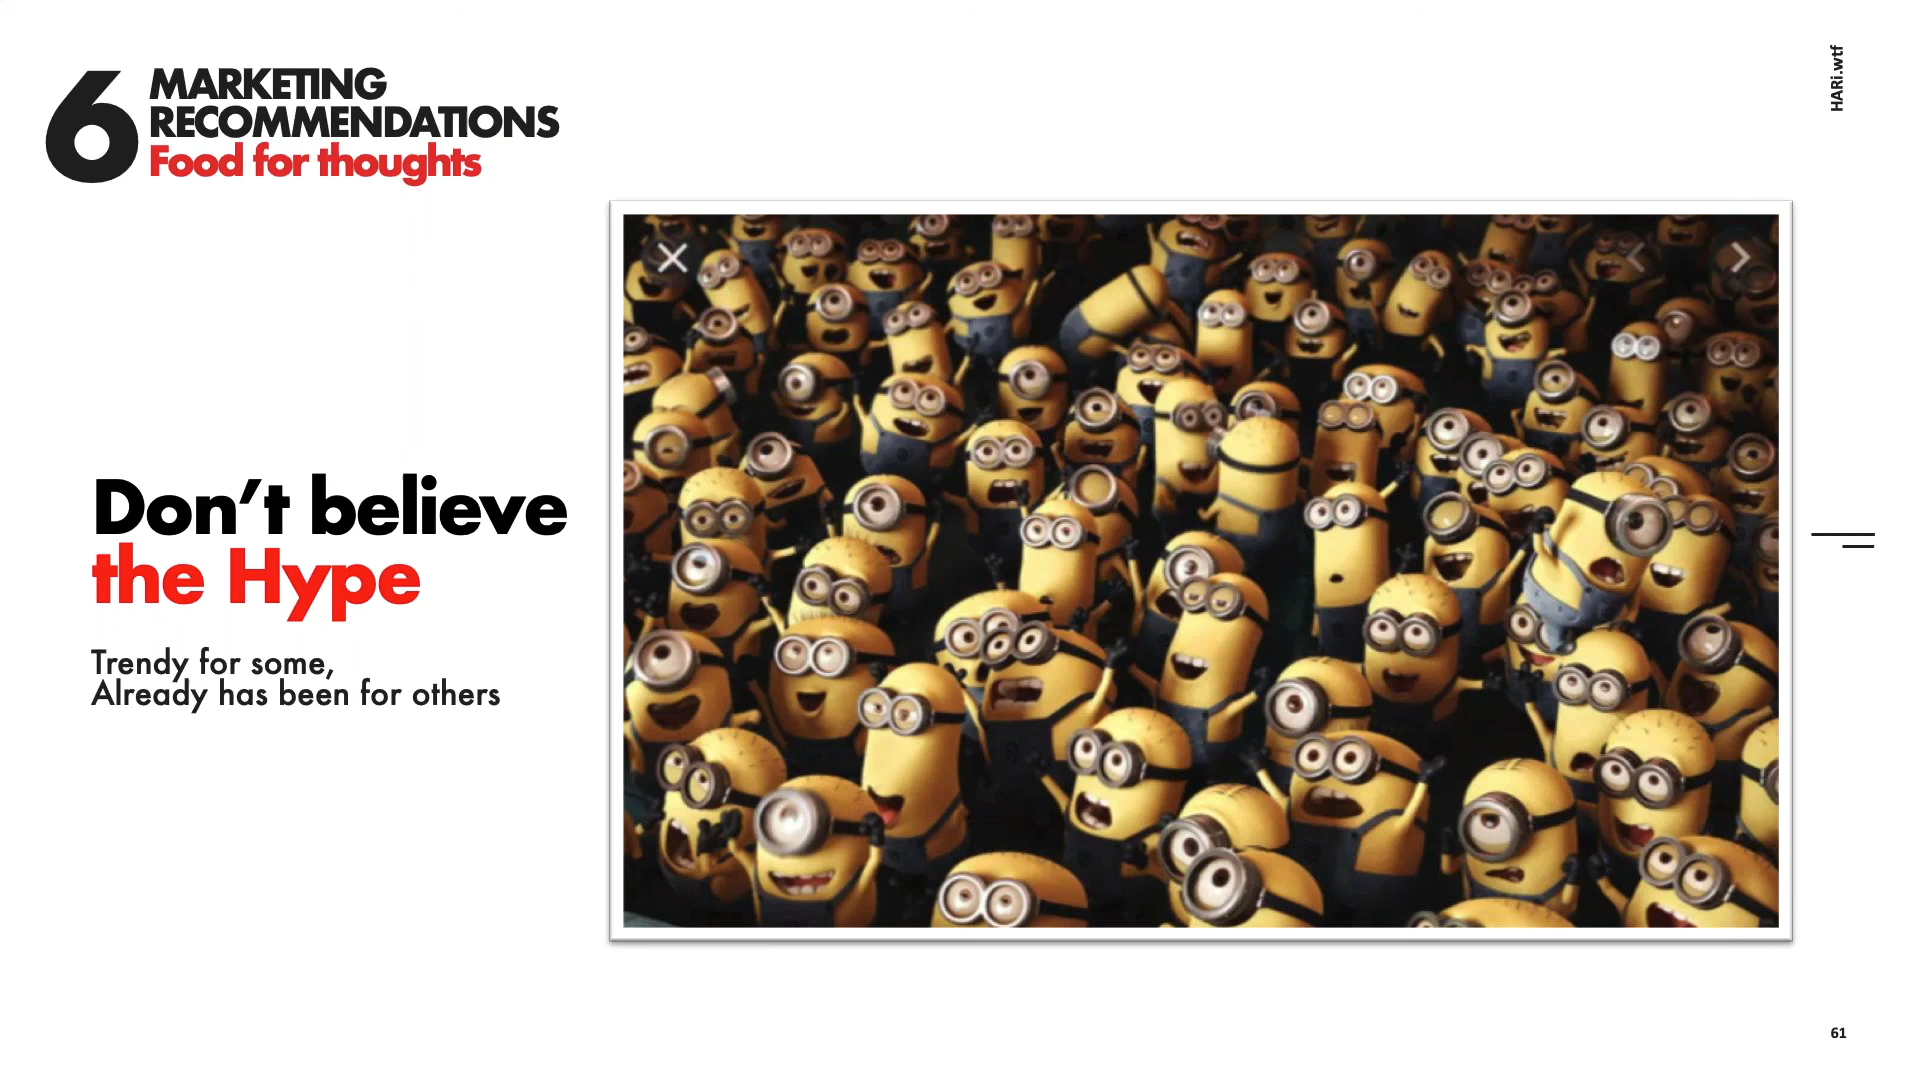 6
MARKETING
RECOMMENDATIONS
Food for thoughts
HARi.wtf
Don’t believe
the Hype
Trendy for some,
Already has been for others
61